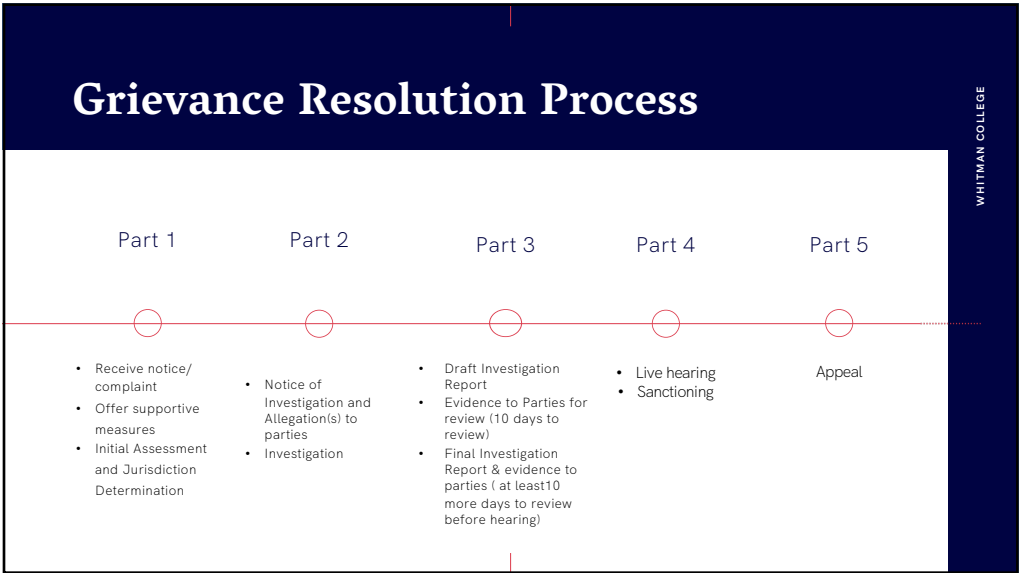 Grievance Resolution Process
WHITMAN COLLEGE
Part 1
Part 2
Part 3
Part 4
Part 5
• Receive notice/
complaint
• Offer supportive
measures
• Initial Assessment
and Jurisdiction
Determination
• Notice of
Investigation and
Allegation(s) to
parties
• Investigation
• Draft Investigation
Report
• Evidence to Parties for
review (10 days to
review)
• Final Investigation
Report & evidence to
parties ( at least10
more days to review
before hearing)
• Live hearing
• Sanctioning
Appeal